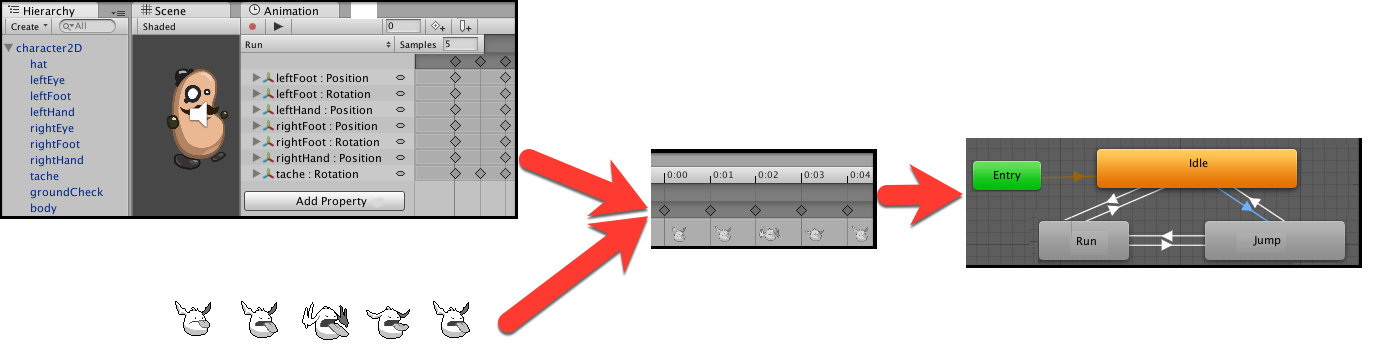 Hierarchy
Create
All
character2D
hat
leftEye
leftFoot
leftHand
rightEye
rightFoot
rightHand
tache
groundCheck
body
Scene
Shaded
Animation
0
Run
Samples 5
leftFoot : Position
leftFoot : Rotation
leftHand : Position
rightFoot : Position
rightFoot : Rotation
rightHand : Position
tache : Rotation
Add Property
0:00 0:01 0:02 0:03 0:04
Entry
Idle
Run
Jump